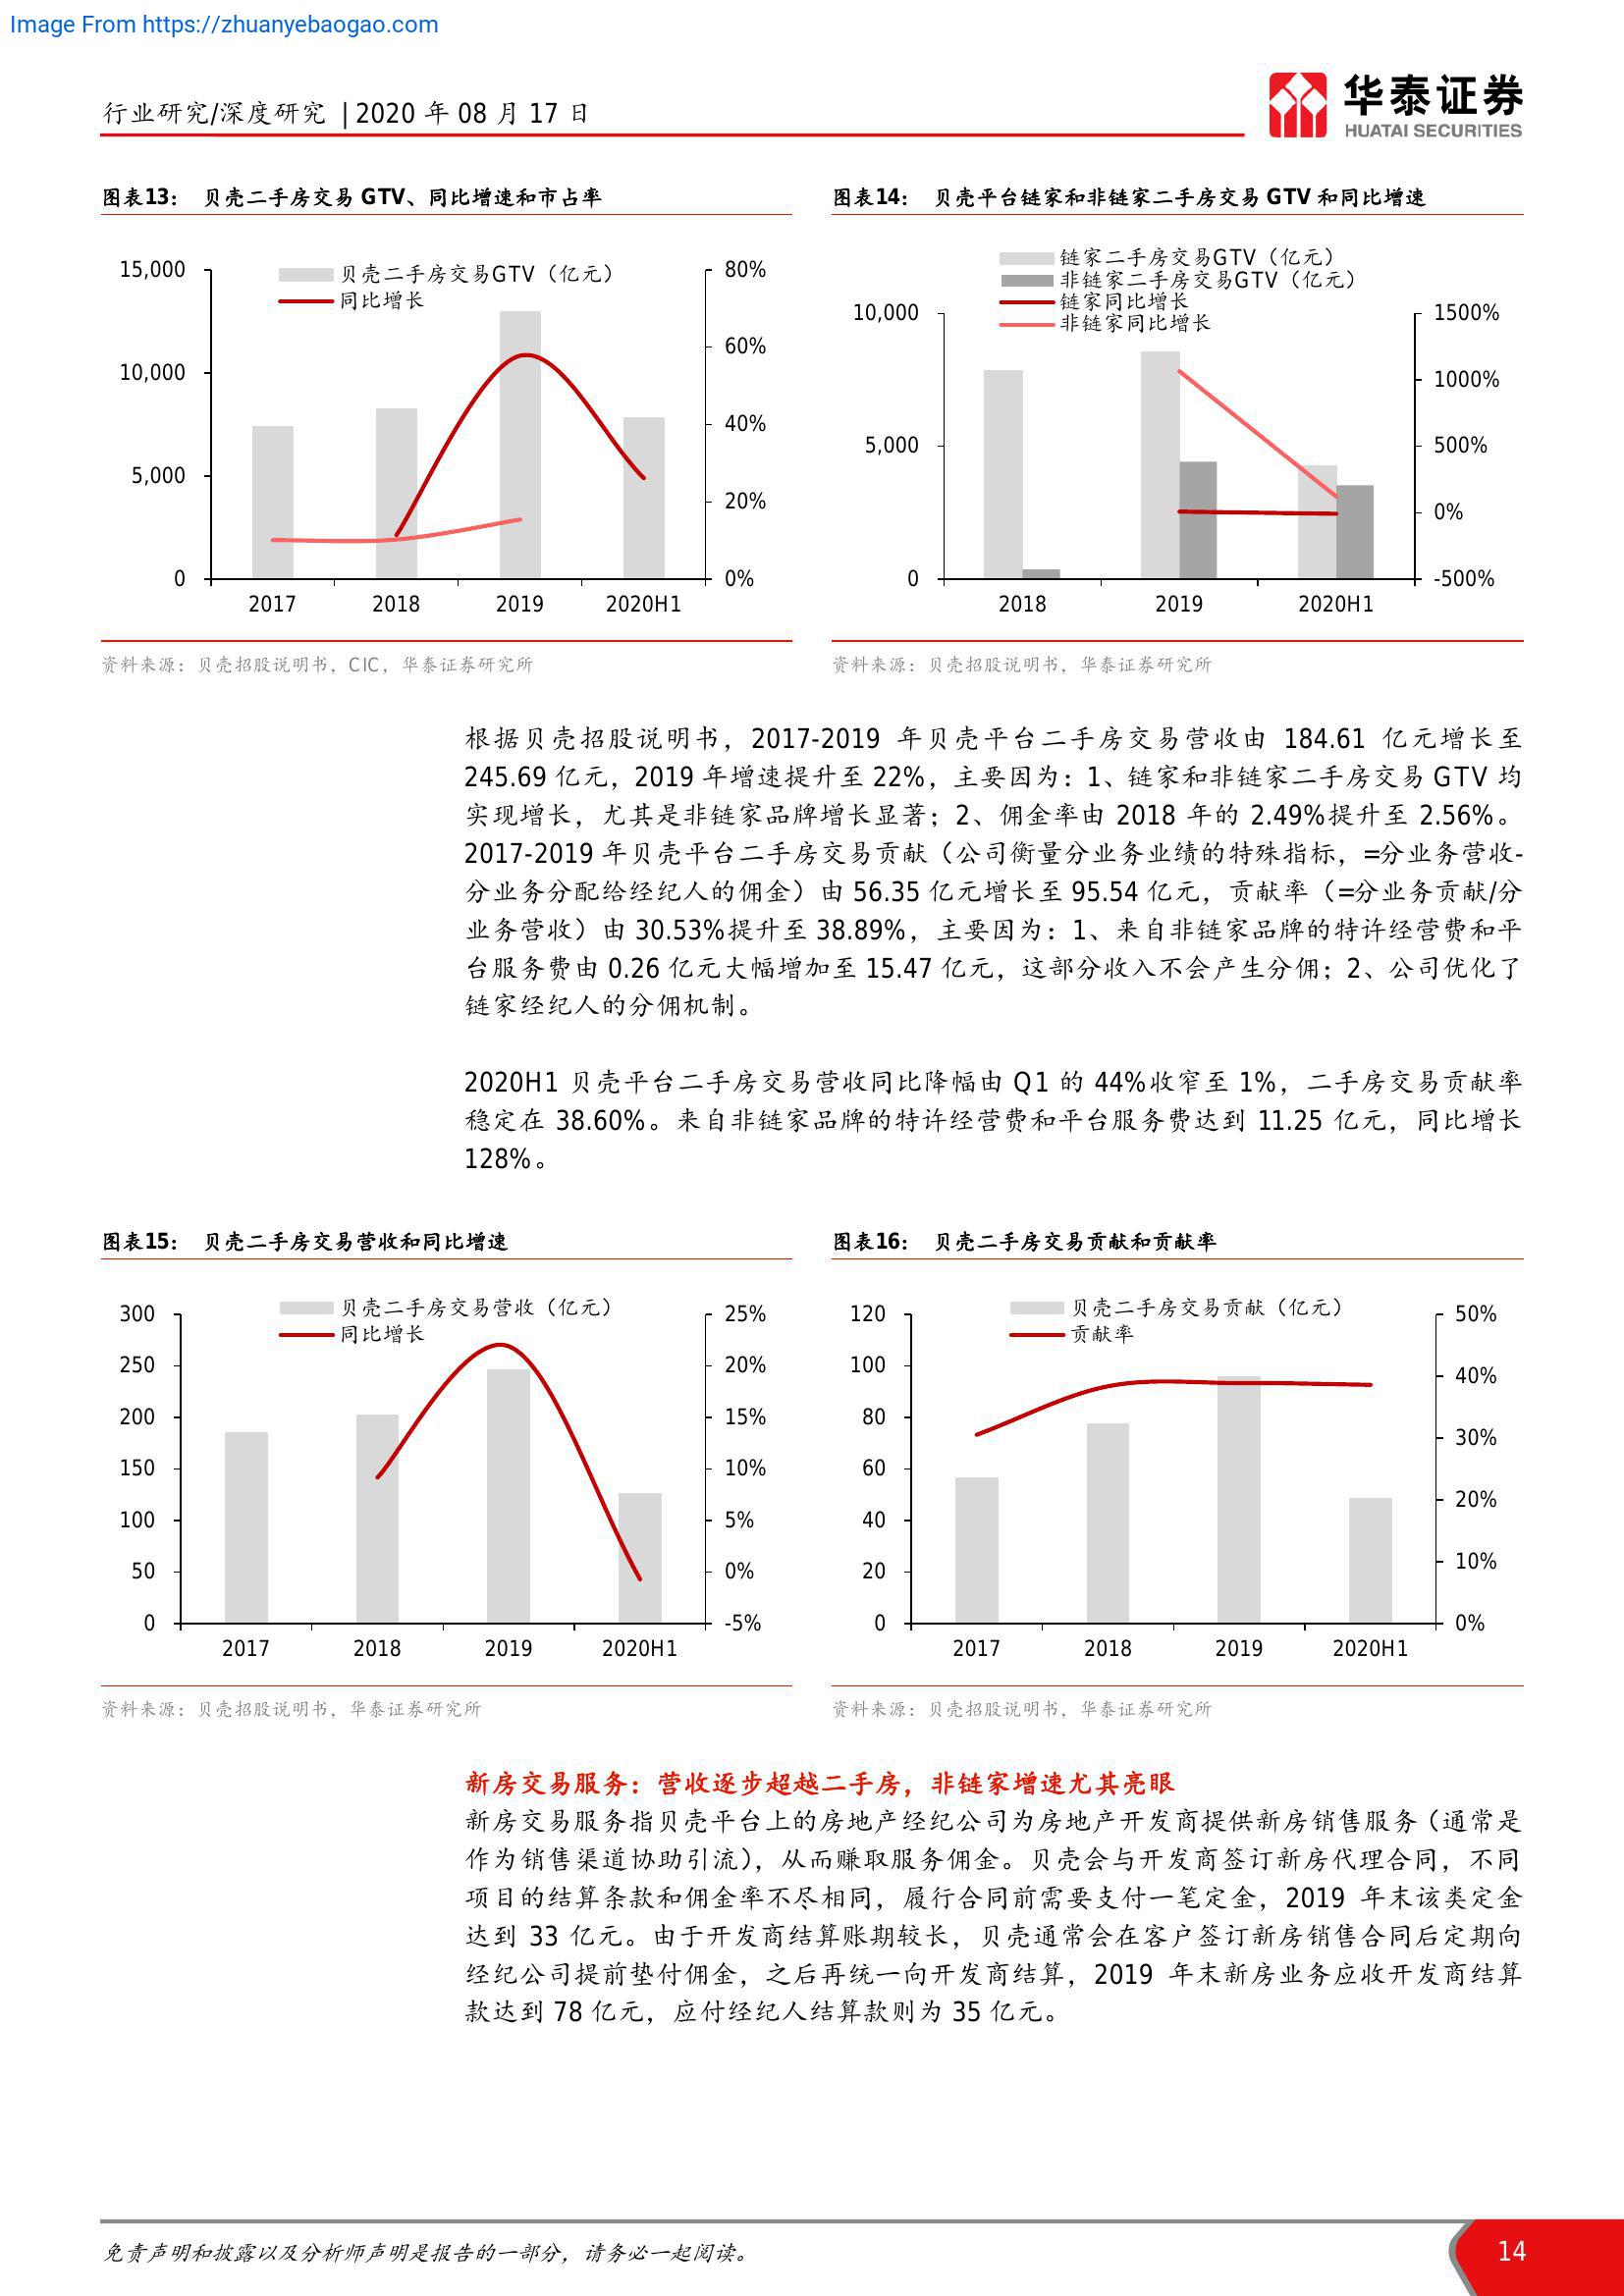 Image From https://zhuanyebaogao.com
行业研究/深度研究 | 2020 年 08 月 17 日
华泰证券
HUATAI SECURITIES
图表13： 贝壳二手房交易 GTV、同比增速和市占率
贝壳二手房交易GTV（亿元）
同比增长
15,000
10,000
5,000
0
80%
60%
40%
20%
0%
2017 2018 2019 2020H1
资料来源：贝壳招股说明书，CIC，华泰证券研究所
图表14： 贝壳平台链家和非链家二手房交易 GTV 和同比增速
链家二手房交易GTV（亿元）
非链家二手房交易GTV（亿元）
链家同比增长
非链家同比增长
10,000
5,000
0
1500%
1000%
500%
0%
-500%
2018 2019 2020H1
资料来源：贝壳招股说明书，华泰证券研究所
根据贝壳招股说明书，2017-2019 年贝壳平台二手房交易营收由 184.61 亿元增长至
245.69 亿元，2019 年增速提升至 22%，主要因为：1、链家和非链家二手房交易 GTV 均
实现增长，尤其是非链家品牌增长显著；2、佣金率由 2018 年的 2.49%提升至 2.56%。
2017-2019 年贝壳平台二手房交易贡献（公司衡量分业务业绩的特殊指标，=分业务营收-
分业务分配给经纪人的佣金）由 56.35 亿元增长至 95.54 亿元，贡献率（=分业务贡献/分
业务营收）由 30.53%提升至 38.89%，主要因为：1、来自非链家品牌的特许经营费和平
台服务费由 0.26 亿元大幅增加至 15.47 亿元，这部分收入不会产生分佣；2、公司优化了
链家经纪人的分佣机制。
2020H1 贝壳平台二手房交易营收同比降幅由 Q1 的 44%收窄至 1%，二手房交易贡献率
稳定在 38.60%。来自非链家品牌的特许经营费和平台服务费达到 11.25 亿元，同比增长
128%。
图表15： 贝壳二手房交易营收和同比增速
贝壳二手房交易营收（亿元）
同比增长
300
250
200
150
100
50
0
25%
20%
15%
10%
5%
0%
-5%
2017 2018 2019 2020H1
资料来源：贝壳招股说明书，华泰证券研究所
图表16： 贝壳二手房交易贡献和贡献率
贝壳二手房交易贡献（亿元）
贡献率
120
100
80
60
40
20
0
50%
40%
30%
20%
10%
0%
2017 2018 2019 2020H1
资料来源：贝壳招股说明书，华泰证券研究所
新房交易服务：营收逐步超越二手房，非链家增速尤其亮眼
新房交易服务指贝壳平台上的房地产经纪公司为房地产开发商提供新房销售服务（通常是
作为销售渠道协助引流），从而赚取服务佣金。贝壳会与开发商签订新房代理合同，不同
项目的结算条款和佣金率不尽相同，履行合同前需要支付一笔定金，2019 年末该类定金
达到 33 亿元。由于开发商结算账期较长，贝壳通常会在客户签订新房销售合同后定期向
经纪公司提前垫付佣金，之后再统一向开发商结算，2019 年末新房业务应收开发商结算
款达到 78 亿元，应付经纪人结算款则为 35 亿元。
免责声明和披露以及分析师声明是报告的一部分，请务必一起阅读。
14